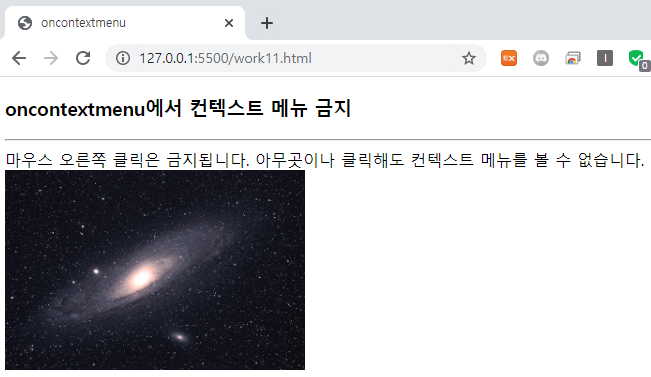 oncontextmenu
127.0.0.1:5500/work11.html
0
oncontextmenu에서 컨텍스트 메뉴 금지
마우스 오른쪽 클릭은 금지됩니다. 아무곳이나 클릭해도 컨텍스트 메뉴를 볼 수 없습니다.